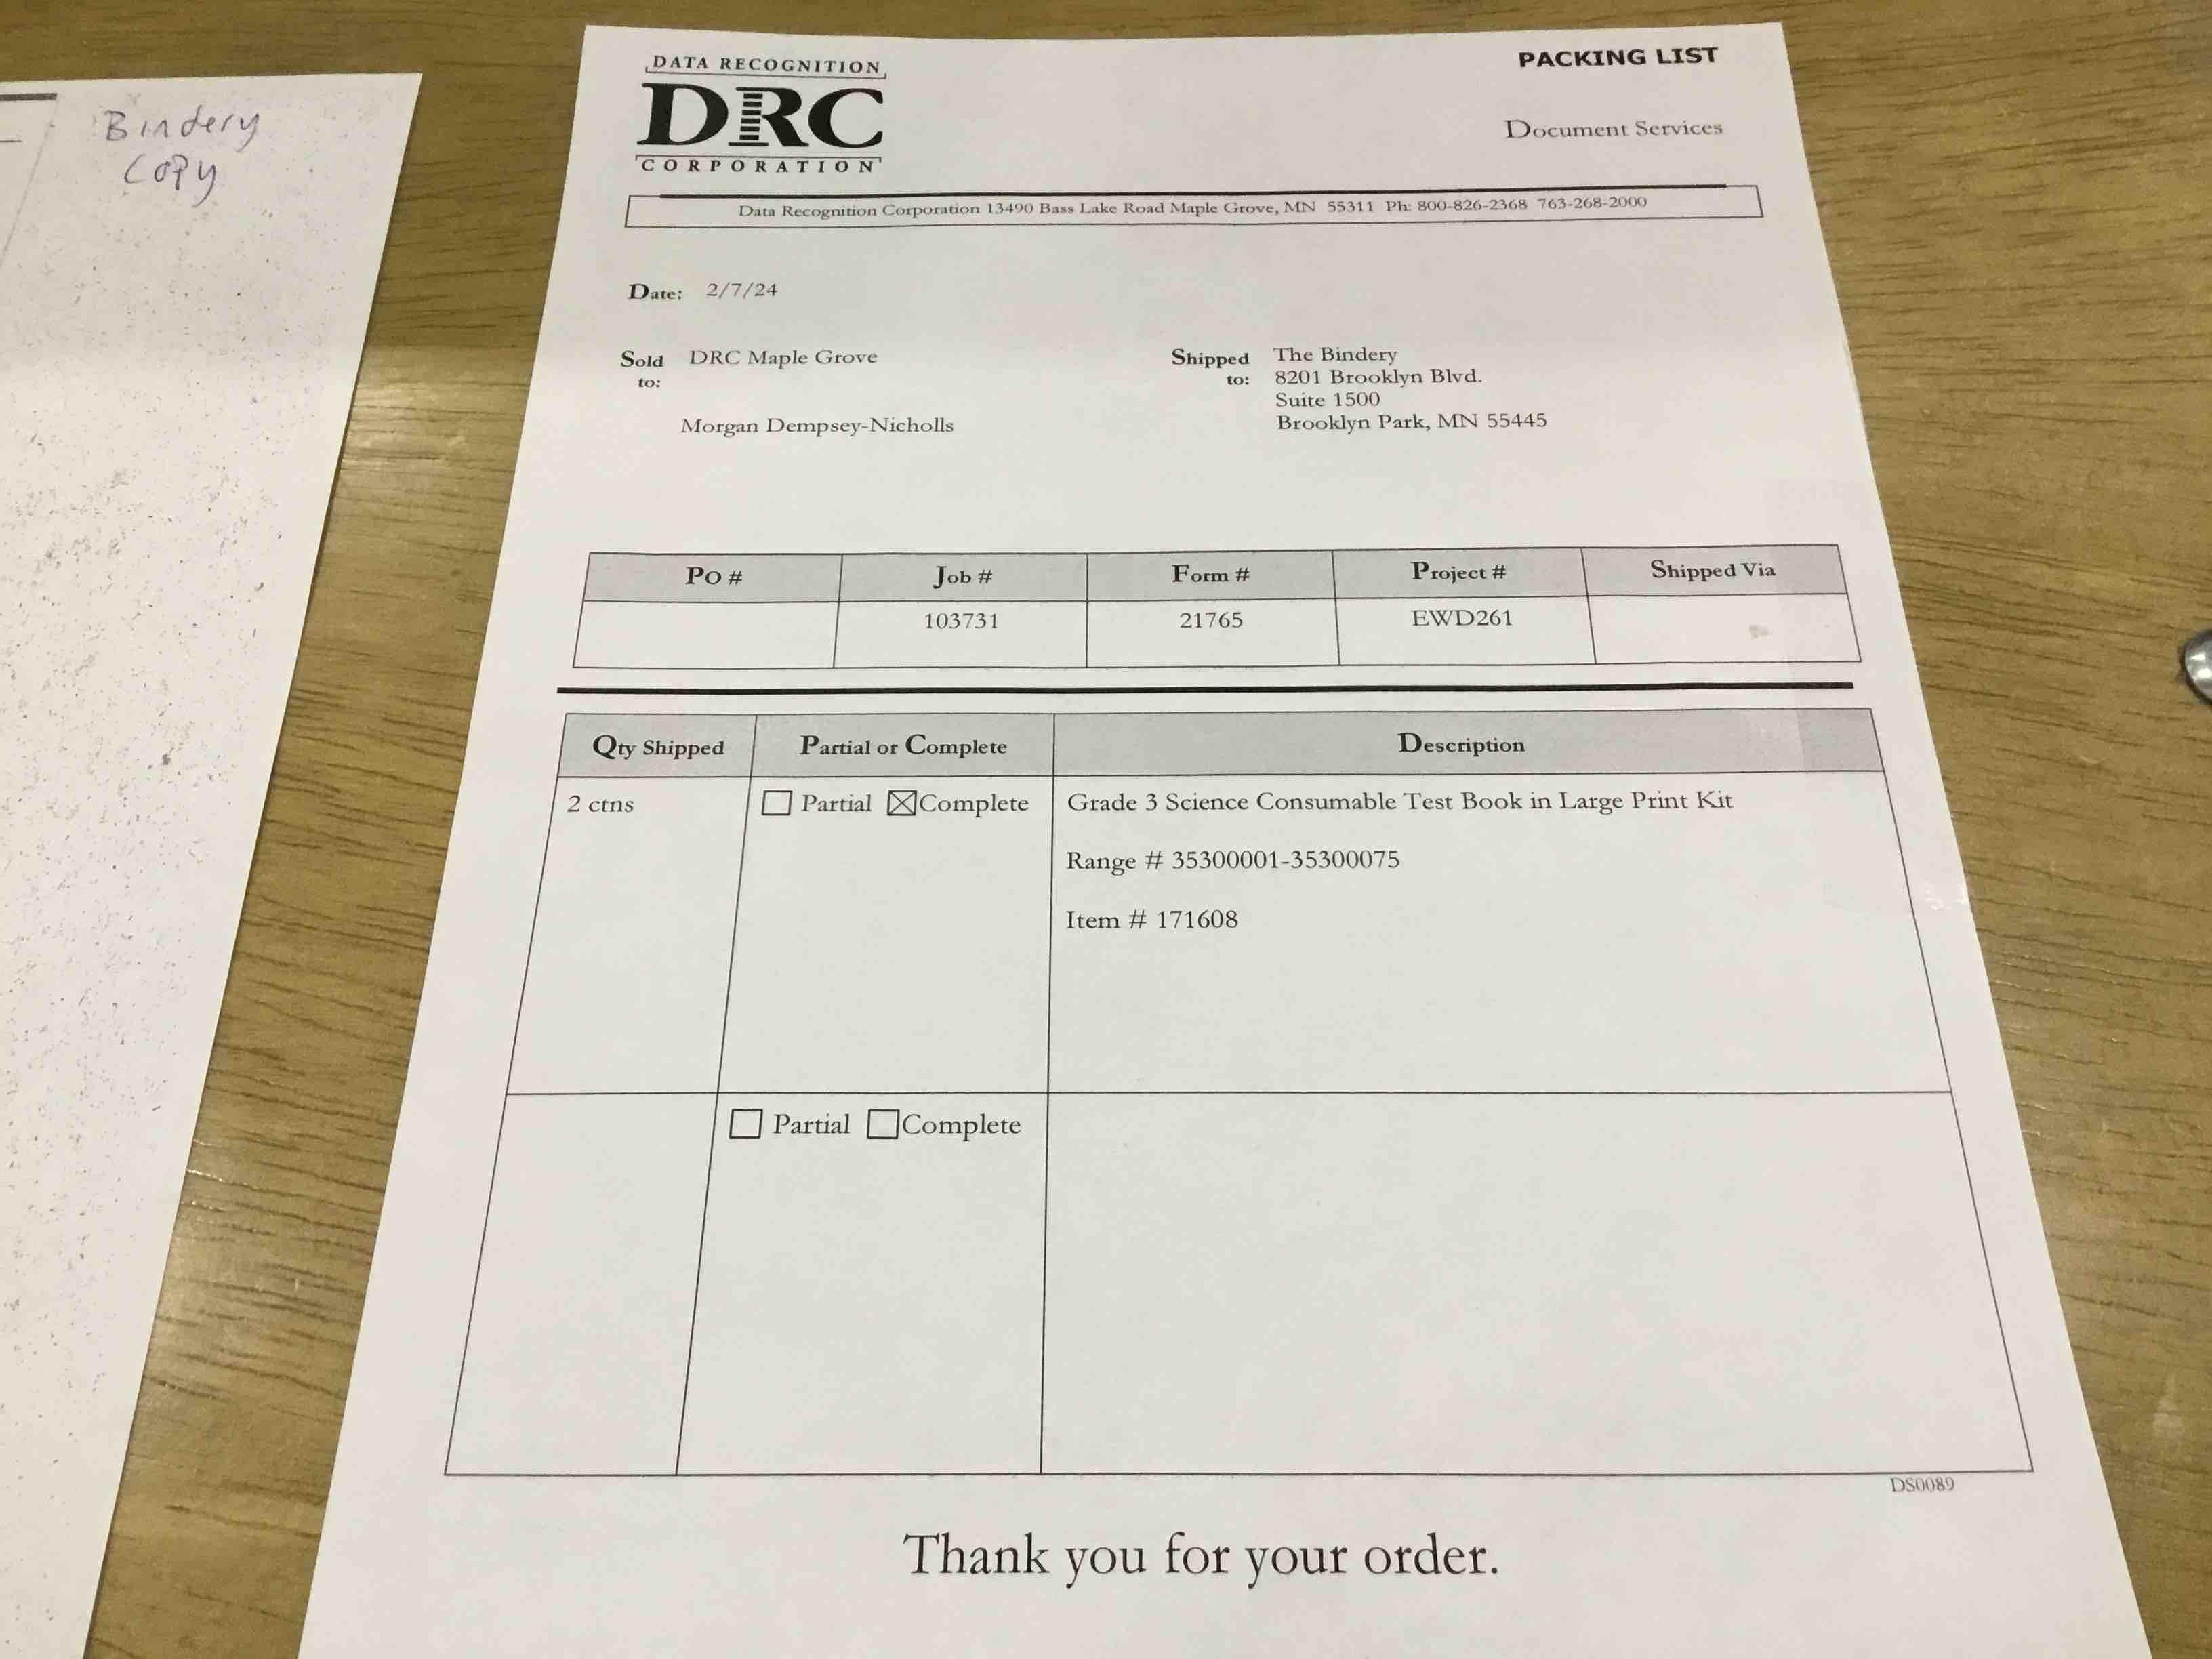 Bindery
Copy
DATA RECOGNITION
DRC
CORPORATION
PACKING LIST
Document Services
Data Recognition Corporation 13490 Bass Lake Road Maple Grove, MN 55311 Ph: 800-826-2368 763-268-2000
Date: 2/7/24
Sold to: DRC Maple Grove
Morgan Dempsey-Nicholls
Shipped to: The Bindery
8201 Brooklyn Blvd.
Suite 1500
Brooklyn Park, MN 55445
PO # Job # Form # Project # Shipped Via
103731 21765 EWD261
Qty Shipped Partial or Complete Description
2 ctns ☐ Partial ☒ Complete Grade 3 Science Consumable Test Book in Large Print Kit
Range # 35300001-35300075
Item # 171608
☐ Partial ☐ Complete
DS0089
Thank you for your order.